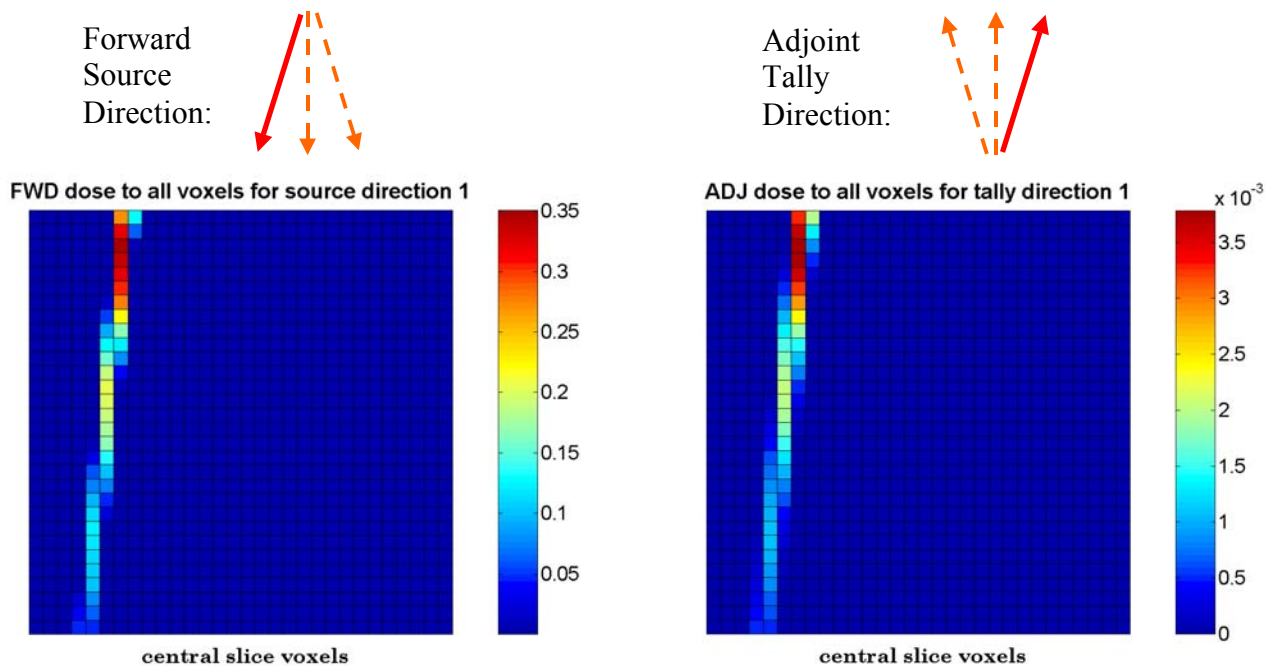 Forward
Source
Direction:
FWD dose to all voxels for source direction 1
0.35
0.3
0.25
0.2
0.15
0.1
0.05
central slice voxels
Adjoint
Tally
Direction:
ADJ dose to all voxels for tally direction 1
x 10⁻³
3.5
3
2.5
2
1.5
1
0.5
0
central slice voxels